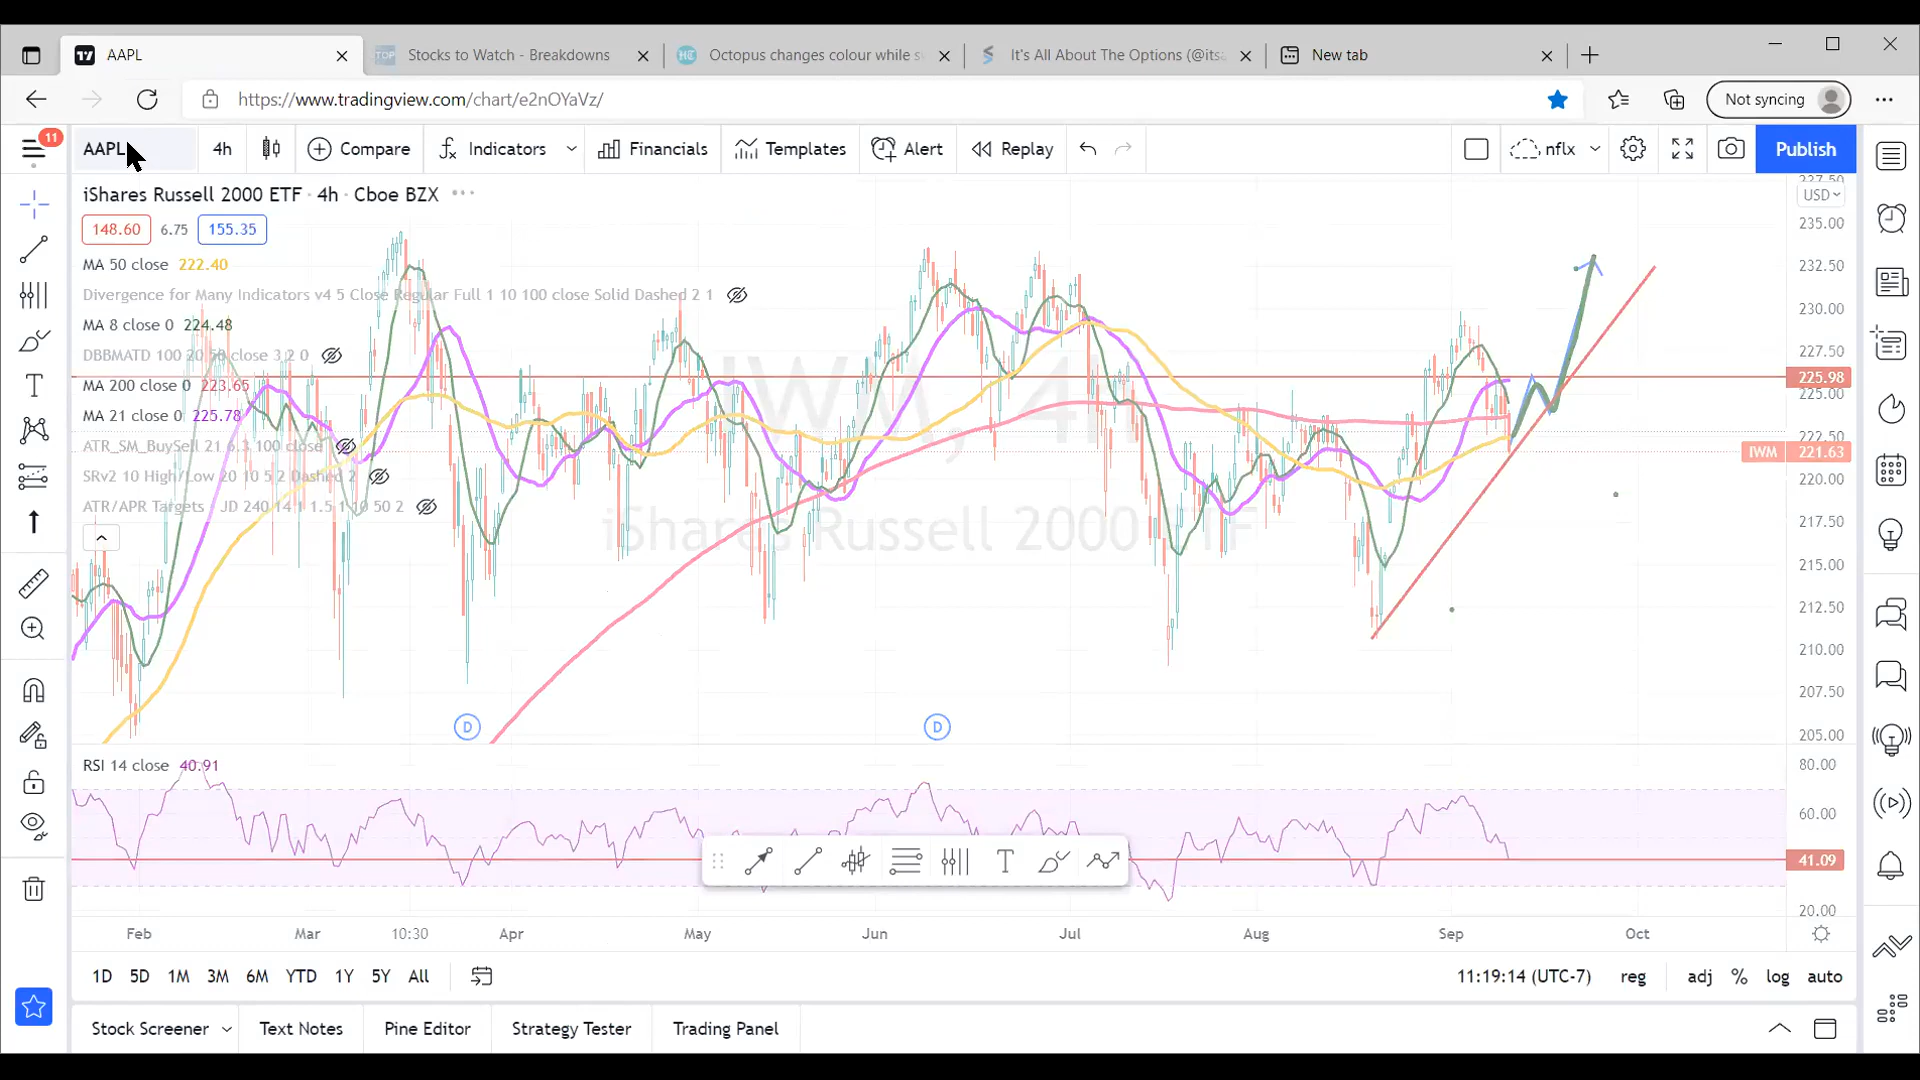 AAPL
Stocks to Watch - Breakdowns
Octopus changes colour while s
It's All About The Options (@its
New tab
https://www.tradingview.com/chart/e2nOYaVz/
Not syncing
11
AAPL
4h
Compare
Indicators
Financials
Templates
Alert
Replay
nflx
Publish
iShares Russell 2000 ETF · 4h · Cboe BZX
USD
148.60
6.75
155.35
MA 50 close 222.40
Divergence for Many Indicators v4 5 Close Regular Full 1 10 100 close Solid Dashed 2 1
MA 8 close 0 224.48
DBBMATD 100 20 50 close 3 2 0
MA 200 close 0 223.65
MA 21 close 0 225.78
ATR_SM_BuySell 21 6.3 100 close
SRv2 10 High/Low 20 10 5 2 Dashed 2
ATR/APR Targets - JD 240 14 1 1.5 1 10 50 2
IWM, 4h
iShares Russell 2000 ETF
227.50
235.00
232.50
230.00
227.50
225.98
225.00
222.50
IWM 221.63
220.00
217.50
215.00
212.50
210.00
207.50
205.00
D
D
RSI 14 close 40.91
80.00
60.00
41.09
20.00
Feb
Mar
10:30
Apr
May
Jun
Jul
Aug
Sep
Oct
1D
5D
1M
3M
6M
YTD
1Y
5Y
All
11:19:14 (UTC-7)
reg
adj
%
log
auto
Stock Screener
Text Notes
Pine Editor
Strategy Tester
Trading Panel